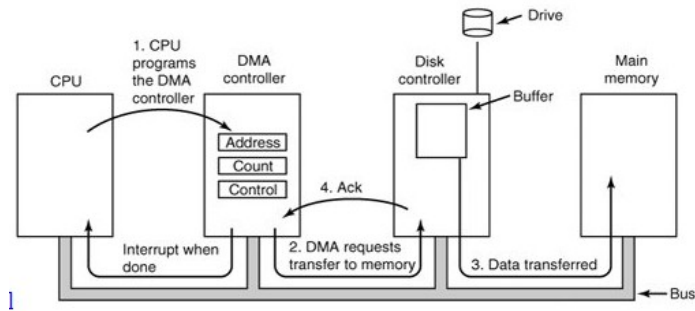 Drive
1. CPU
programs
the DMA
controller
CPU
DMA
controller
Disk
controller
Main
memory
Buffer
Address
Count
Control
4. Ack
Interrupt when
done
2. DMA requests
transfer to memory
3. Data transferred
Bus
1